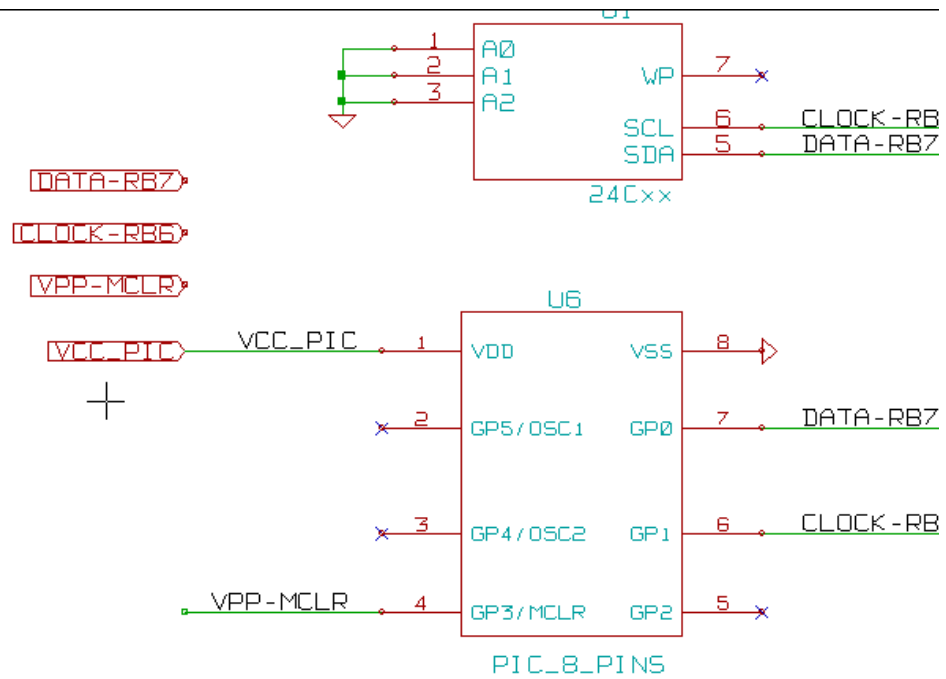 U1
1 A0
2 A1 WP 7
3 A2
SCL 6 CLOCK-RB
SDA 5 DATA-RB7
24Cxx
DATA-RB7
CLOCK-RB6
VPP-MCLR
VCC_PIC
U6
VCC_PIC 1 VDD VSS 8
2 GP5/OSC1 GP0 7 DATA-RB7
3 GP4/OSC2 GP1 6 CLOCK-RB
VPP-MCLR 4 GP3/MCLR GP2 5
PIC_8_PINS